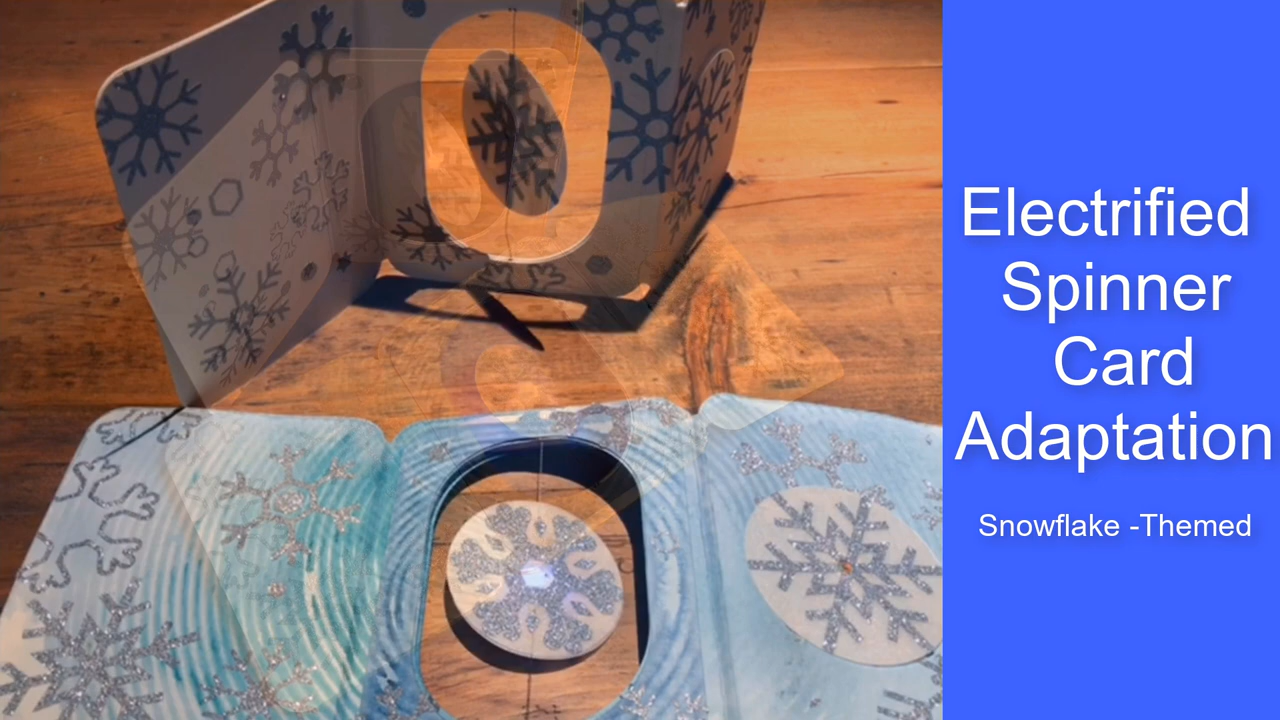 Electrified
Spinner
Card
Adaptation
Snowflake -Themed